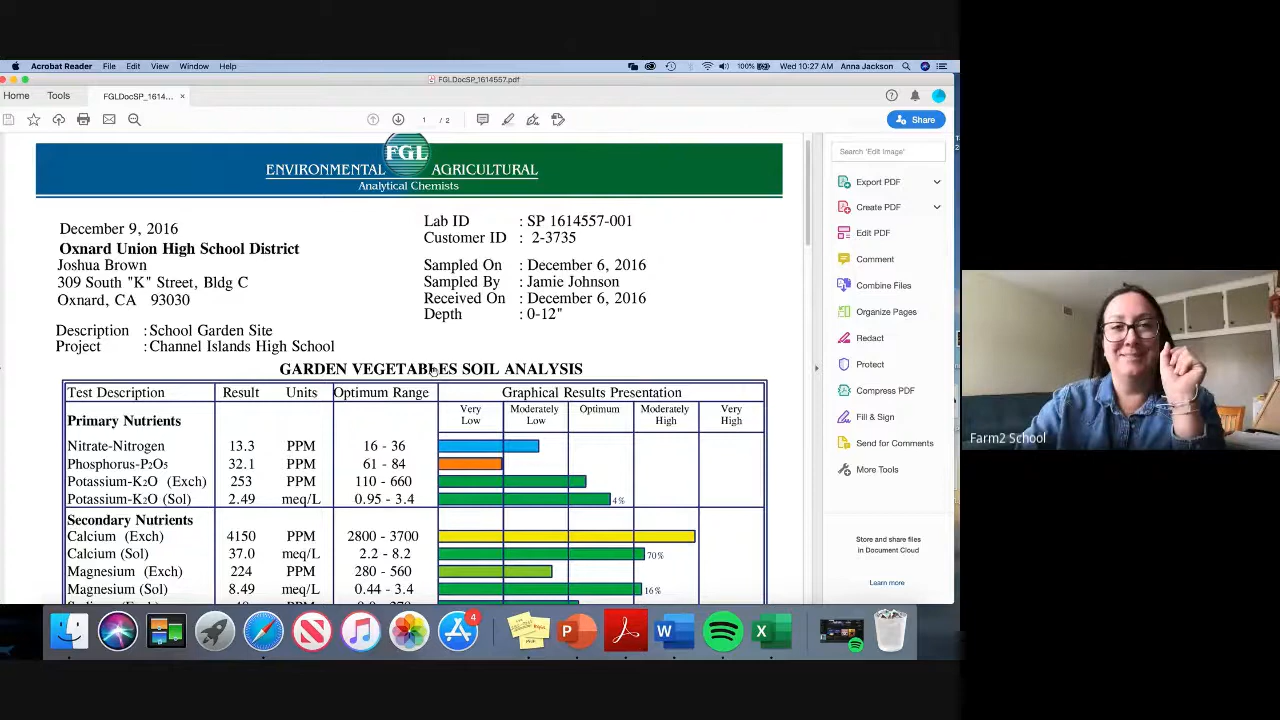 Acrobat Reader File Edit View Window Help 100% Wed 10:27 AM Anna Jackson
FGLDocSP_1614557.pdf
Home Tools FGLDocSP_1614... ×
1 / 2 Share
FGL
ENVIRONMENTAL AGRICULTURAL
Analytical Chemists
December 9, 2016
Oxnard Union High School District
Joshua Brown
309 South "K" Street, Bldg C
Oxnard, CA 93030
Lab ID : SP 1614557-001
Customer ID : 2-3735
Sampled On : December 6, 2016
Sampled By : Jamie Johnson
Received On : December 6, 2016
Depth : 0-12"
Description : School Garden Site
Project : Channel Islands High School
GARDEN VEGETABLES SOIL ANALYSIS
Test Description Result Units Optimum Range Graphical Results Presentation
Very Low Moderately Low Optimum Moderately High Very High
Primary Nutrients
Nitrate-Nitrogen 13.3 PPM 16 - 36
Phosphorus-P2O5 32.1 PPM 61 - 84
Potassium-K2O (Exch) 253 PPM 110 - 660
Potassium-K2O (Sol) 2.49 meq/L 0.95 - 3.4 4%
Secondary Nutrients
Calcium (Exch) 4150 PPM 2800 - 3700
Calcium (Sol) 37.0 meq/L 2.2 - 8.2 70%
Magnesium (Exch) 224 PPM 280 - 560
Magnesium (Sol) 8.49 meq/L 0.44 - 3.4 16%
Search 'Edit Image'
Export PDF
Create PDF
Edit PDF
Comment
Combine Files
Organize Pages
Redact
Protect
Compress PDF
Fill & Sign
Send for Comments
More Tools
Store and share files
in Document Cloud
Learn more
Farm2 School
4
P
W
X